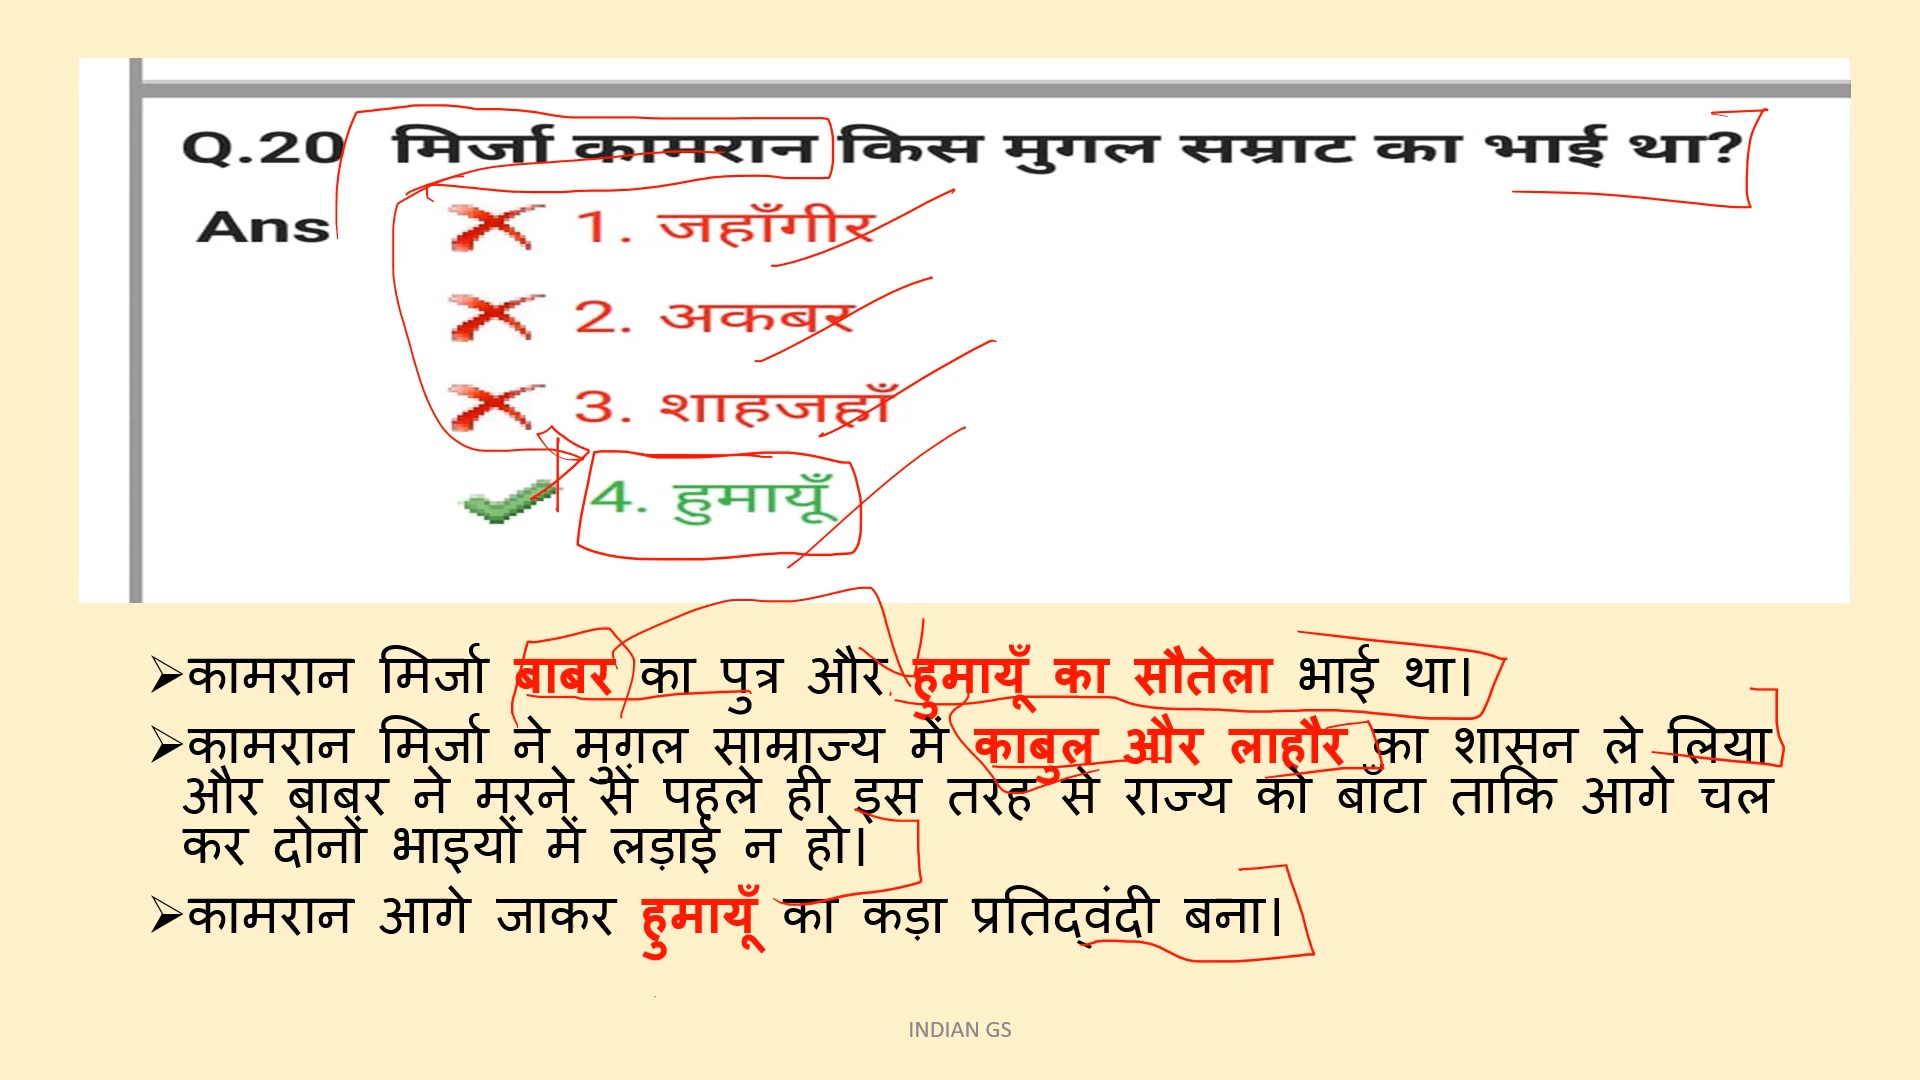 Q.20 मिर्जा कामरान किस मुगल सम्राट का भाई था?
Ans 1. जहाँगीर
2. अकबर
3. शाहजहाँ
4. हुमायूँ
➢कामरान मिर्जा बाबर का पुत्र और हुमायूँ का सौतेला भाई था।
➢कामरान मिर्जा ने मुग़ल साम्राज्य में काबुल और लाहौर का शासन ले लिया
और बाबर ने मरने से पहले ही इस तरह से राज्य को बाँटा ताकि आगे चल
कर दोनों भाइयों में लड़ाई न हो।
➢कामरान आगे जाकर हुमायूँ का कड़ा प्रतिद्वंदी बना।
INDIAN GS